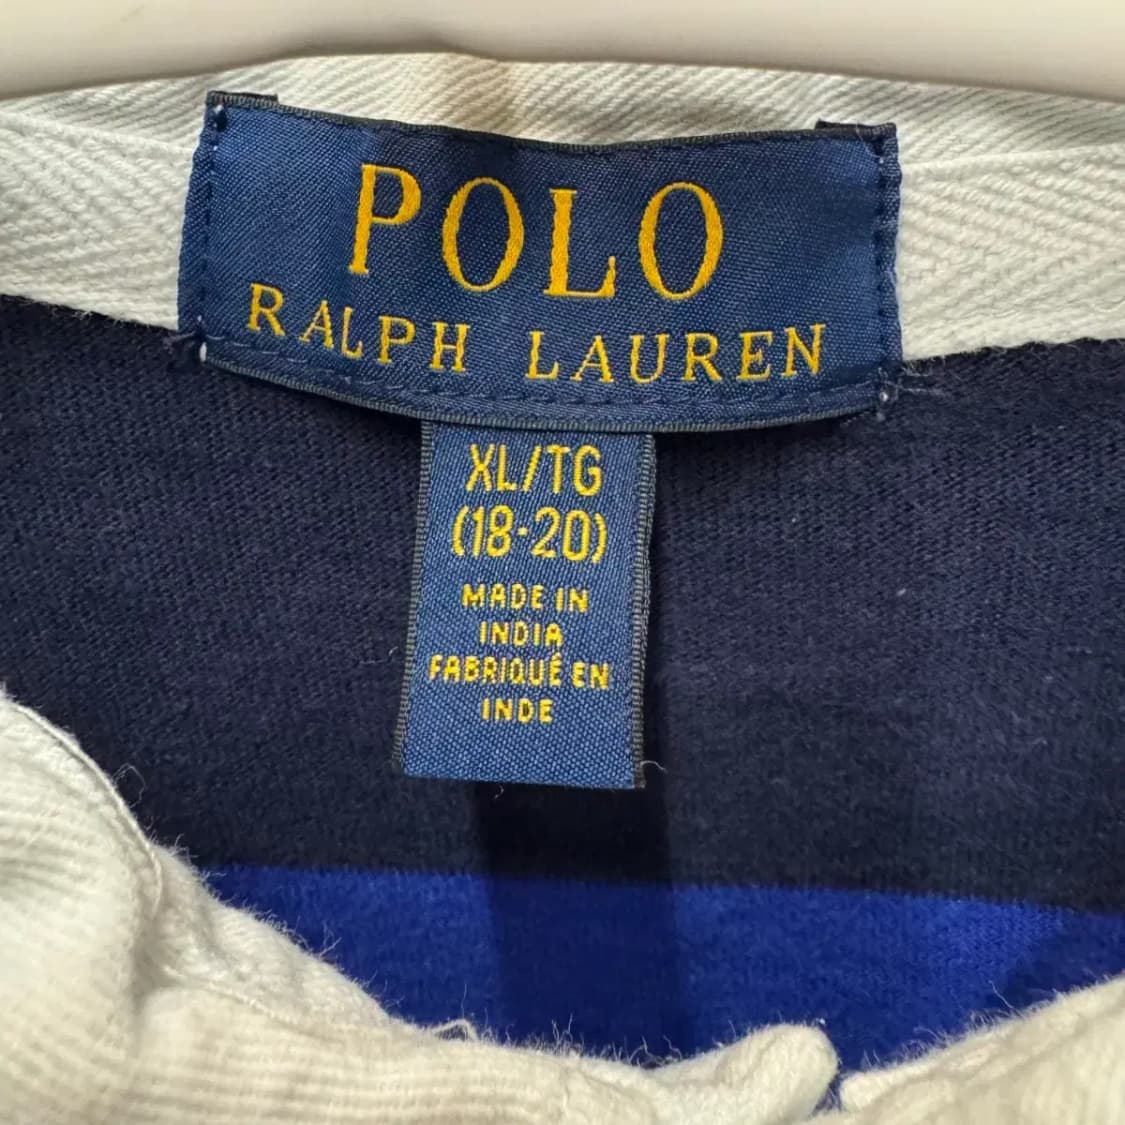 POLO
RALPH LAUREN
XL/TG
(18-20)
MADE IN
INDIA
FABRIQUÉ EN
INDE